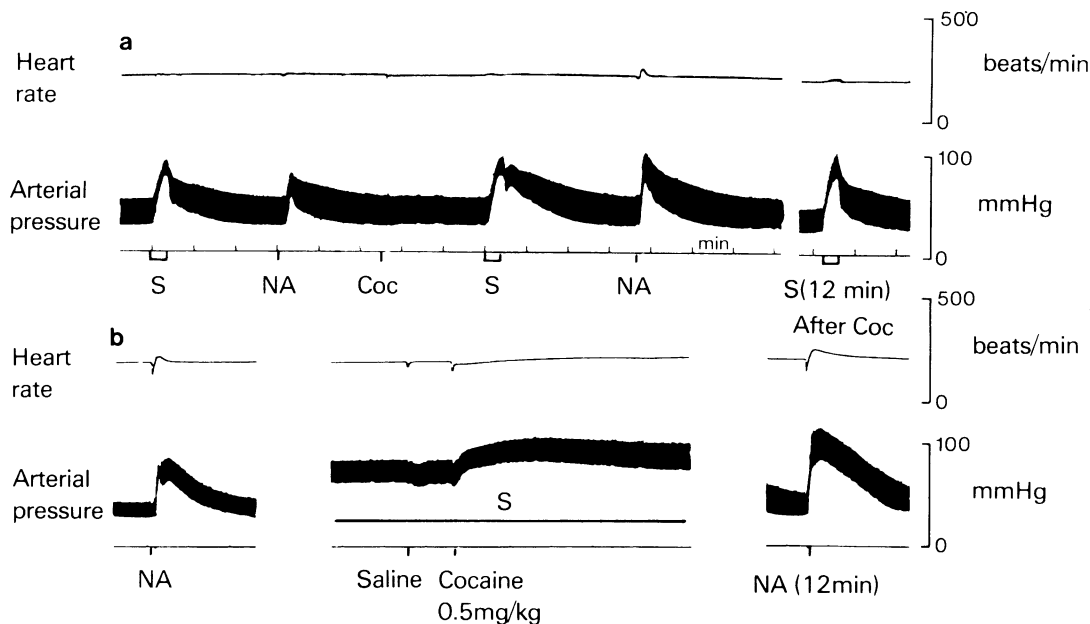 a
500
Heart
rate
beats/min
0
100
Arterial
pressure
mmHg
min
0
S NA Coc S NA S(12 min)
After Coc
b
500
Heart
rate
beats/min
0
100
Arterial
pressure
S
mmHg
0
NA Saline Cocaine NA (12min)
0.5mg/kg